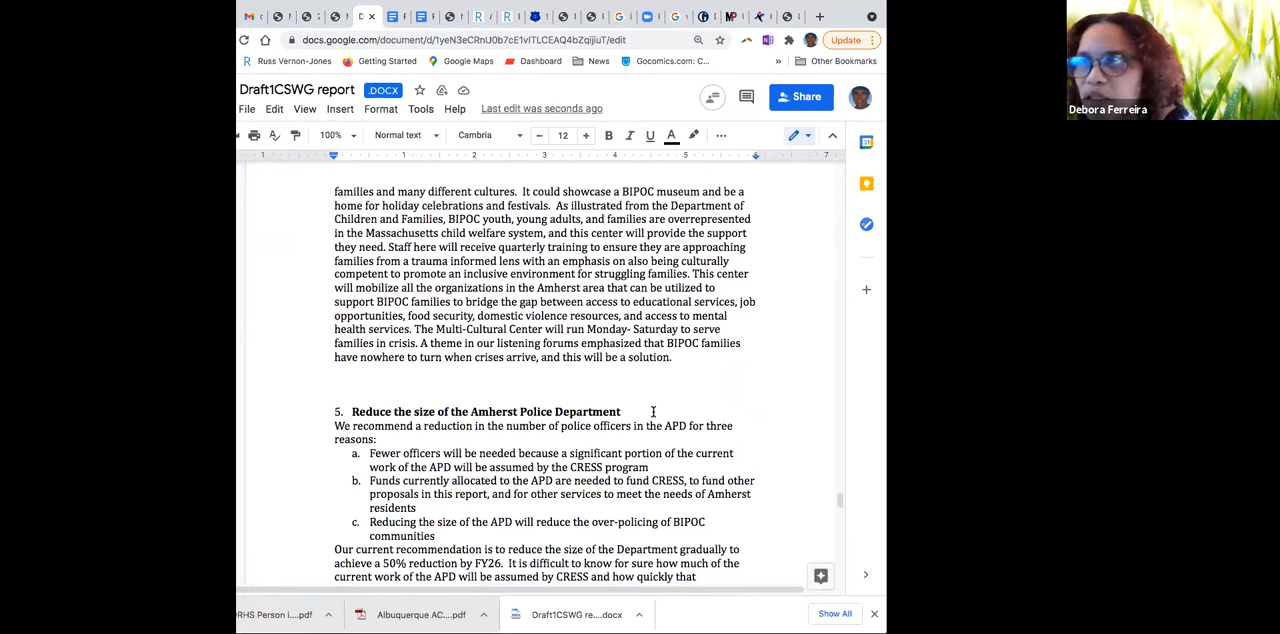 docs.google.com/document/d/1yeN3eCRnU0b7cE1vITLCEAQ4bZqijiuT/edit
Update
Russ Vernon-Jones
Getting Started
Google Maps
Dashboard
News
Gocomics.com: C...
»
Other Bookmarks
Draft1CSWG report
.DOCX
File Edit View Insert Format Tools Help Last edit was seconds ago
Share
100% Normal text Cambria − 12 + B I U A
1 1 2 3 4 5 7
families and many different cultures. It could showcase a BIPOC museum and be a
home for holiday celebrations and festivals. As illustrated from the Department of
Children and Families, BIPOC youth, young adults, and families are overrepresented
in the Massachusetts child welfare system, and this center will provide the support
they need. Staff here will receive quarterly training to ensure they are approaching
families from a trauma informed lens with an emphasis on also being culturally
competent to promote an inclusive environment for struggling families. This center
will mobilize all the organizations in the Amherst area that can be utilized to
support BIPOC families to bridge the gap between access to educational services, job
opportunities, food security, domestic violence resources, and access to mental
health services. The Multi-Cultural Center will run Monday- Saturday to serve
families in crisis. A theme in our listening forums emphasized that BIPOC families
have nowhere to turn when crises arrive, and this will be a solution.
5. Reduce the size of the Amherst Police Department
We recommend a reduction in the number of police officers in the APD for three
reasons:
a. Fewer officers will be needed because a significant portion of the current
work of the APD will be assumed by the CRESS program
b. Funds currently allocated to the APD are needed to fund CRESS, to fund other
proposals in this report, and for other services to meet the needs of Amherst
residents
c. Reducing the size of the APD will reduce the over-policing of BIPOC
communities
Our current recommendation is to reduce the size of the Department gradually to
achieve a 50% reduction by FY26. It is difficult to know for sure how much of the
current work of the APD will be assumed by CRESS and how quickly that
RHS Person i....pdf
Albuquerque AC....pdf
Draft1CSWG re....docx
Show All
Debora Ferreira